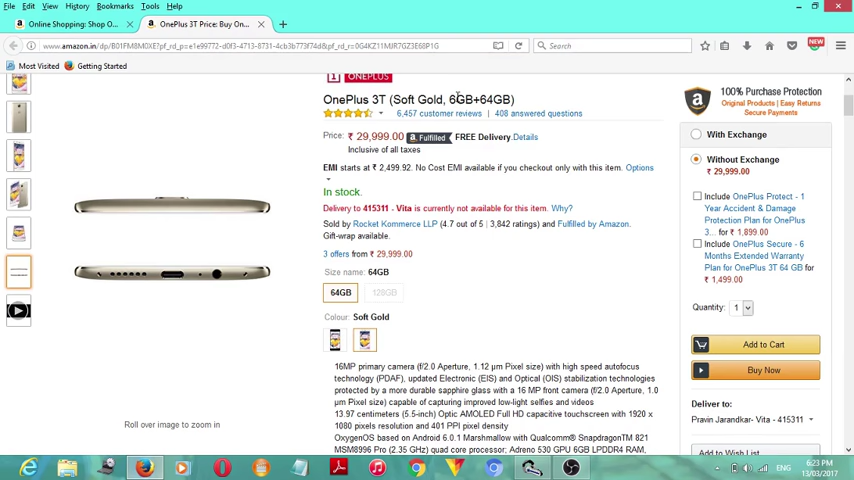 File Edit View History Bookmarks Tools Help
Online Shopping: Shop O...
OnePlus 3T Price: Buy On...
www.amazon.in/dp/B01FM8M0XE?
Search
NEW
Most Visited Getting Started
ONEPLUS
OnePlus 3T (Soft Gold, 6GB+64GB)
6,457 customer reviews | 408 answered questions
Price: ₹ 29,999.00 Fulfilled FREE Delivery. Details
Inclusive of all taxes
EMI starts at ₹ 2,499.92. No Cost EMI available if you checkout only with this item. Options
In stock.
Delivery to 415311 - Vita is currently not available for this item. Why?
Sold by Rocket Kommerce LLP (4.7 out of 5 | 3,842 ratings) and Fulfilled by Amazon.
Gift-wrap available.
3 offers from ₹ 29,999.00
Size name: 64GB
64GB 128GB
Colour: Soft Gold
16MP primary camera (f/2.0 Aperture, 1.12 μm Pixel size) with high speed autofocus
technology (PDAF), updated Electronic (EIS) and Optical (OIS) stabilization technologies
protected by a more durable sapphire glass with a 16 MP front camera (f/2.0 Aperture, 1.0
μm Pixel size) capable of capturing improved low-light selfies and videos
13.97 centimeters (5.5-inch) Optic AMOLED Full HD capacitive touchscreen with 1920 x
1080 pixels resolution and 401 PPI pixel density
OxygenOS based on Android 6.0.1 Marshmallow with Qualcomm® SnapdragonTM 821
MSM8996 Pro (2.35 GHz) quad core processor; Adreno 530 GPU 6GB LPDDR4 RAM,
Roll over image to zoom in
100% Purchase Protection
Original Products | Easy Returns
Secure Payments
With Exchange
Without Exchange
₹ 29,999.00
Include OnePlus Protect - 1
Year Accident & Damage
Protection Plan for OnePlus
3... for ₹ 1,899.00
Include OnePlus Secure - 6
Months Extended Warranty
Plan for OnePlus 3T 64 GB for
₹ 1,499.00
Quantity: 1
Add to Cart
Buy Now
Deliver to:
Pravin Jarandkar- Vita - 415311
Add to Wish List
ENG
6:23 PM
13/03/2017